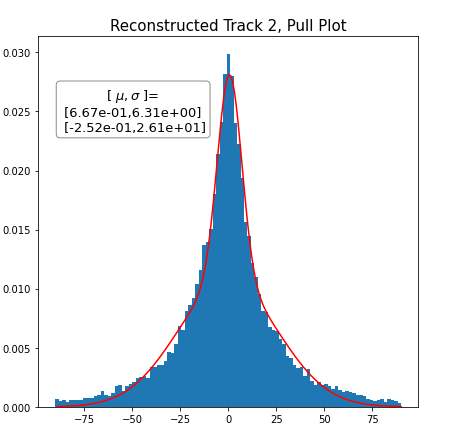 Reconstructed Track 2, Pull Plot
0.030
[ μ, σ ]=
[6.67e-01,6.31e+00]
[-2.52e-01,2.61e+01]
0.025
0.020
0.015
0.010
0.005
0.000
−75 −50 −25 0 25 50 75